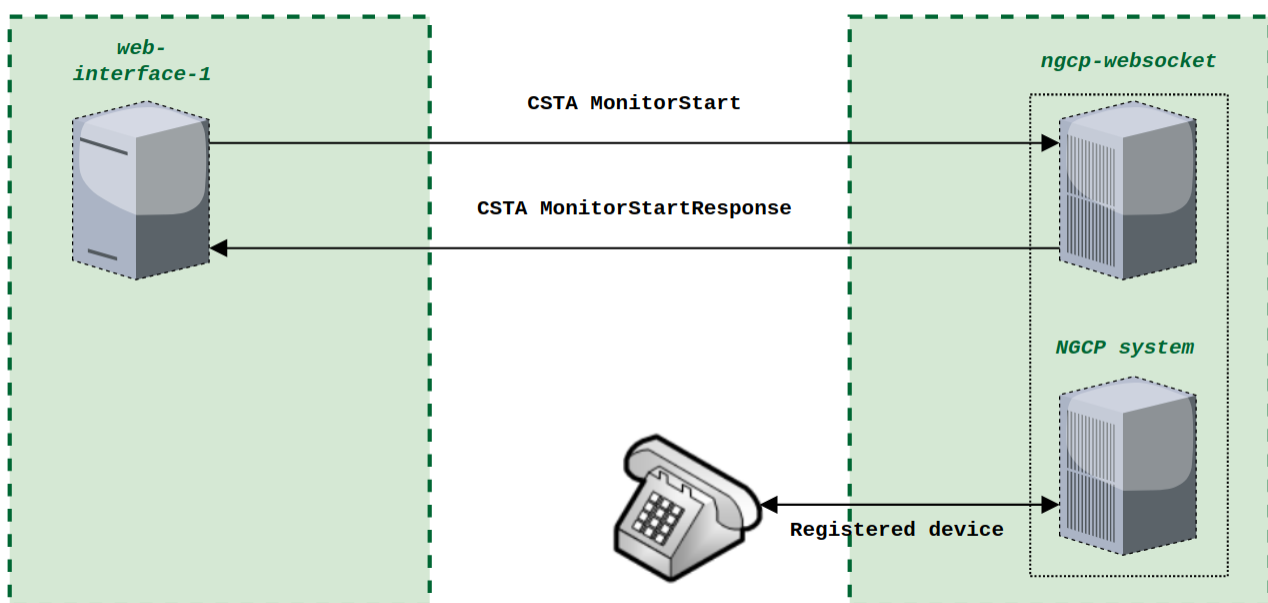 web-
interface-1
ngcp-websocket
CSTA MonitorStart
CSTA MonitorStartResponse
NGCP system
Registered device